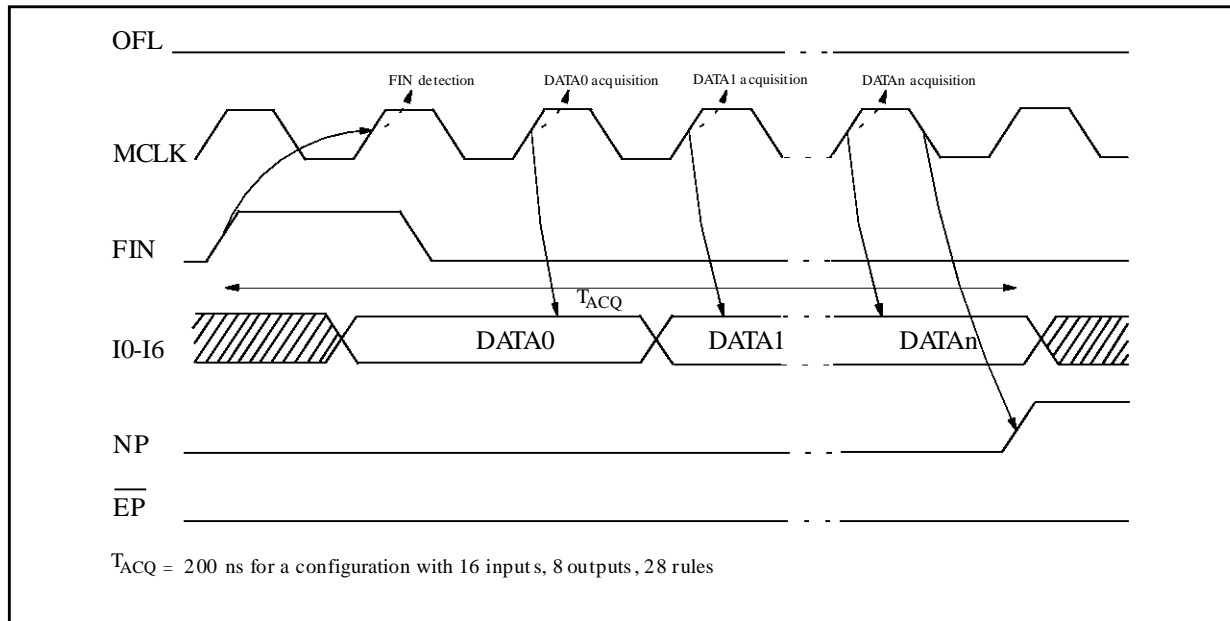 OFL
FIN detection DATA0 acquisition DATA1 acquisition DATAn acquisition
MCLK
FIN
TACQ
I0-I6 DATA0 DATA1 DATAn
NP
EP
TACQ = 200 ns for a configuration with 16 inputs, 8 outputs, 28 rules